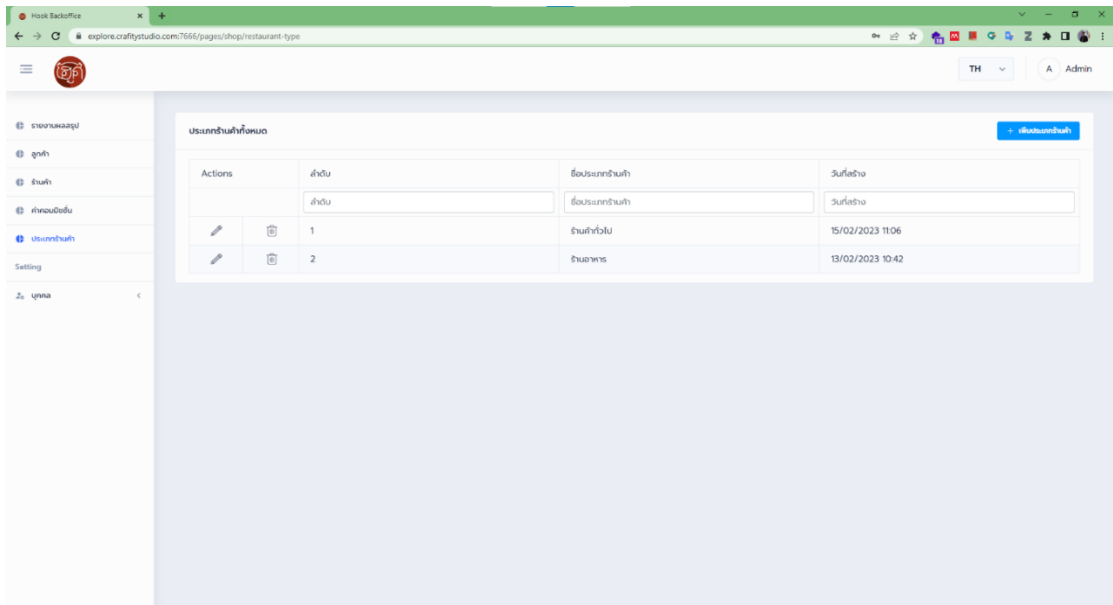 Hook Backoffice
explore.crafitystudio.com:7666/pages/shop/restaurant-type
TH
A Admin
รายงานผลสรุป
ลูกค้า
ร้านค้า
ค่าคอมมิชชั่น
ประเภทร้านค้า
Setting
บุคคล
ประเภทร้านค้าทั้งหมด
+ เพิ่มประเภทร้านค้า
Actions ลำดับ ชื่อประเภทร้านค้า วันที่สร้าง
ลำดับ ชื่อประเภทร้านค้า วันที่สร้าง
1 ร้านค้าทั่วไป 15/02/2023 11:06
2 ร้านอาหาร 13/02/2023 10:42